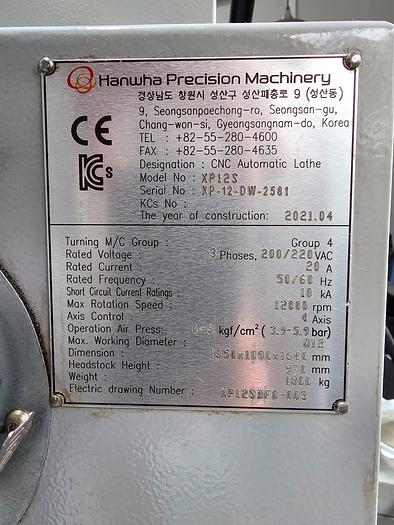 Hanwha Precision Machinery
경상남도 창원시 성산구 성산패총로 9 (성산동)
9, Seongsanpaechong-ro, Seongsan-gu,
Chang-won-si, Gyeongsangnam-do, Korea
TEL : +82-55-280-4600
FAX : +82-55-280-4635
Designation : CNC Automatic Lathe
Model No : XP12S
Serial No : XP-12-DW-2581
KCs No :
The year of construction: 2021.04
CE
KCs
Turning M/C Group : Group 4
Rated Voltage : 3 Phases, 200/220VAC
Rated Current : 20 A
Rated Frequency : 50/60 Hz
Short Circuit Current Ratings : 10 kA
Max Rotation Speed : 12000 rpm
Axis Control : 4 Axis
Operation Air Press: kgf/cm² ( 3.9~5.9 bar)
Max. Working Diameter : Ø12
Dimension : 1650x1000x1640 mm
Headstock Height : 970 mm
Weight : 1800 kg
Electric drawing Number :